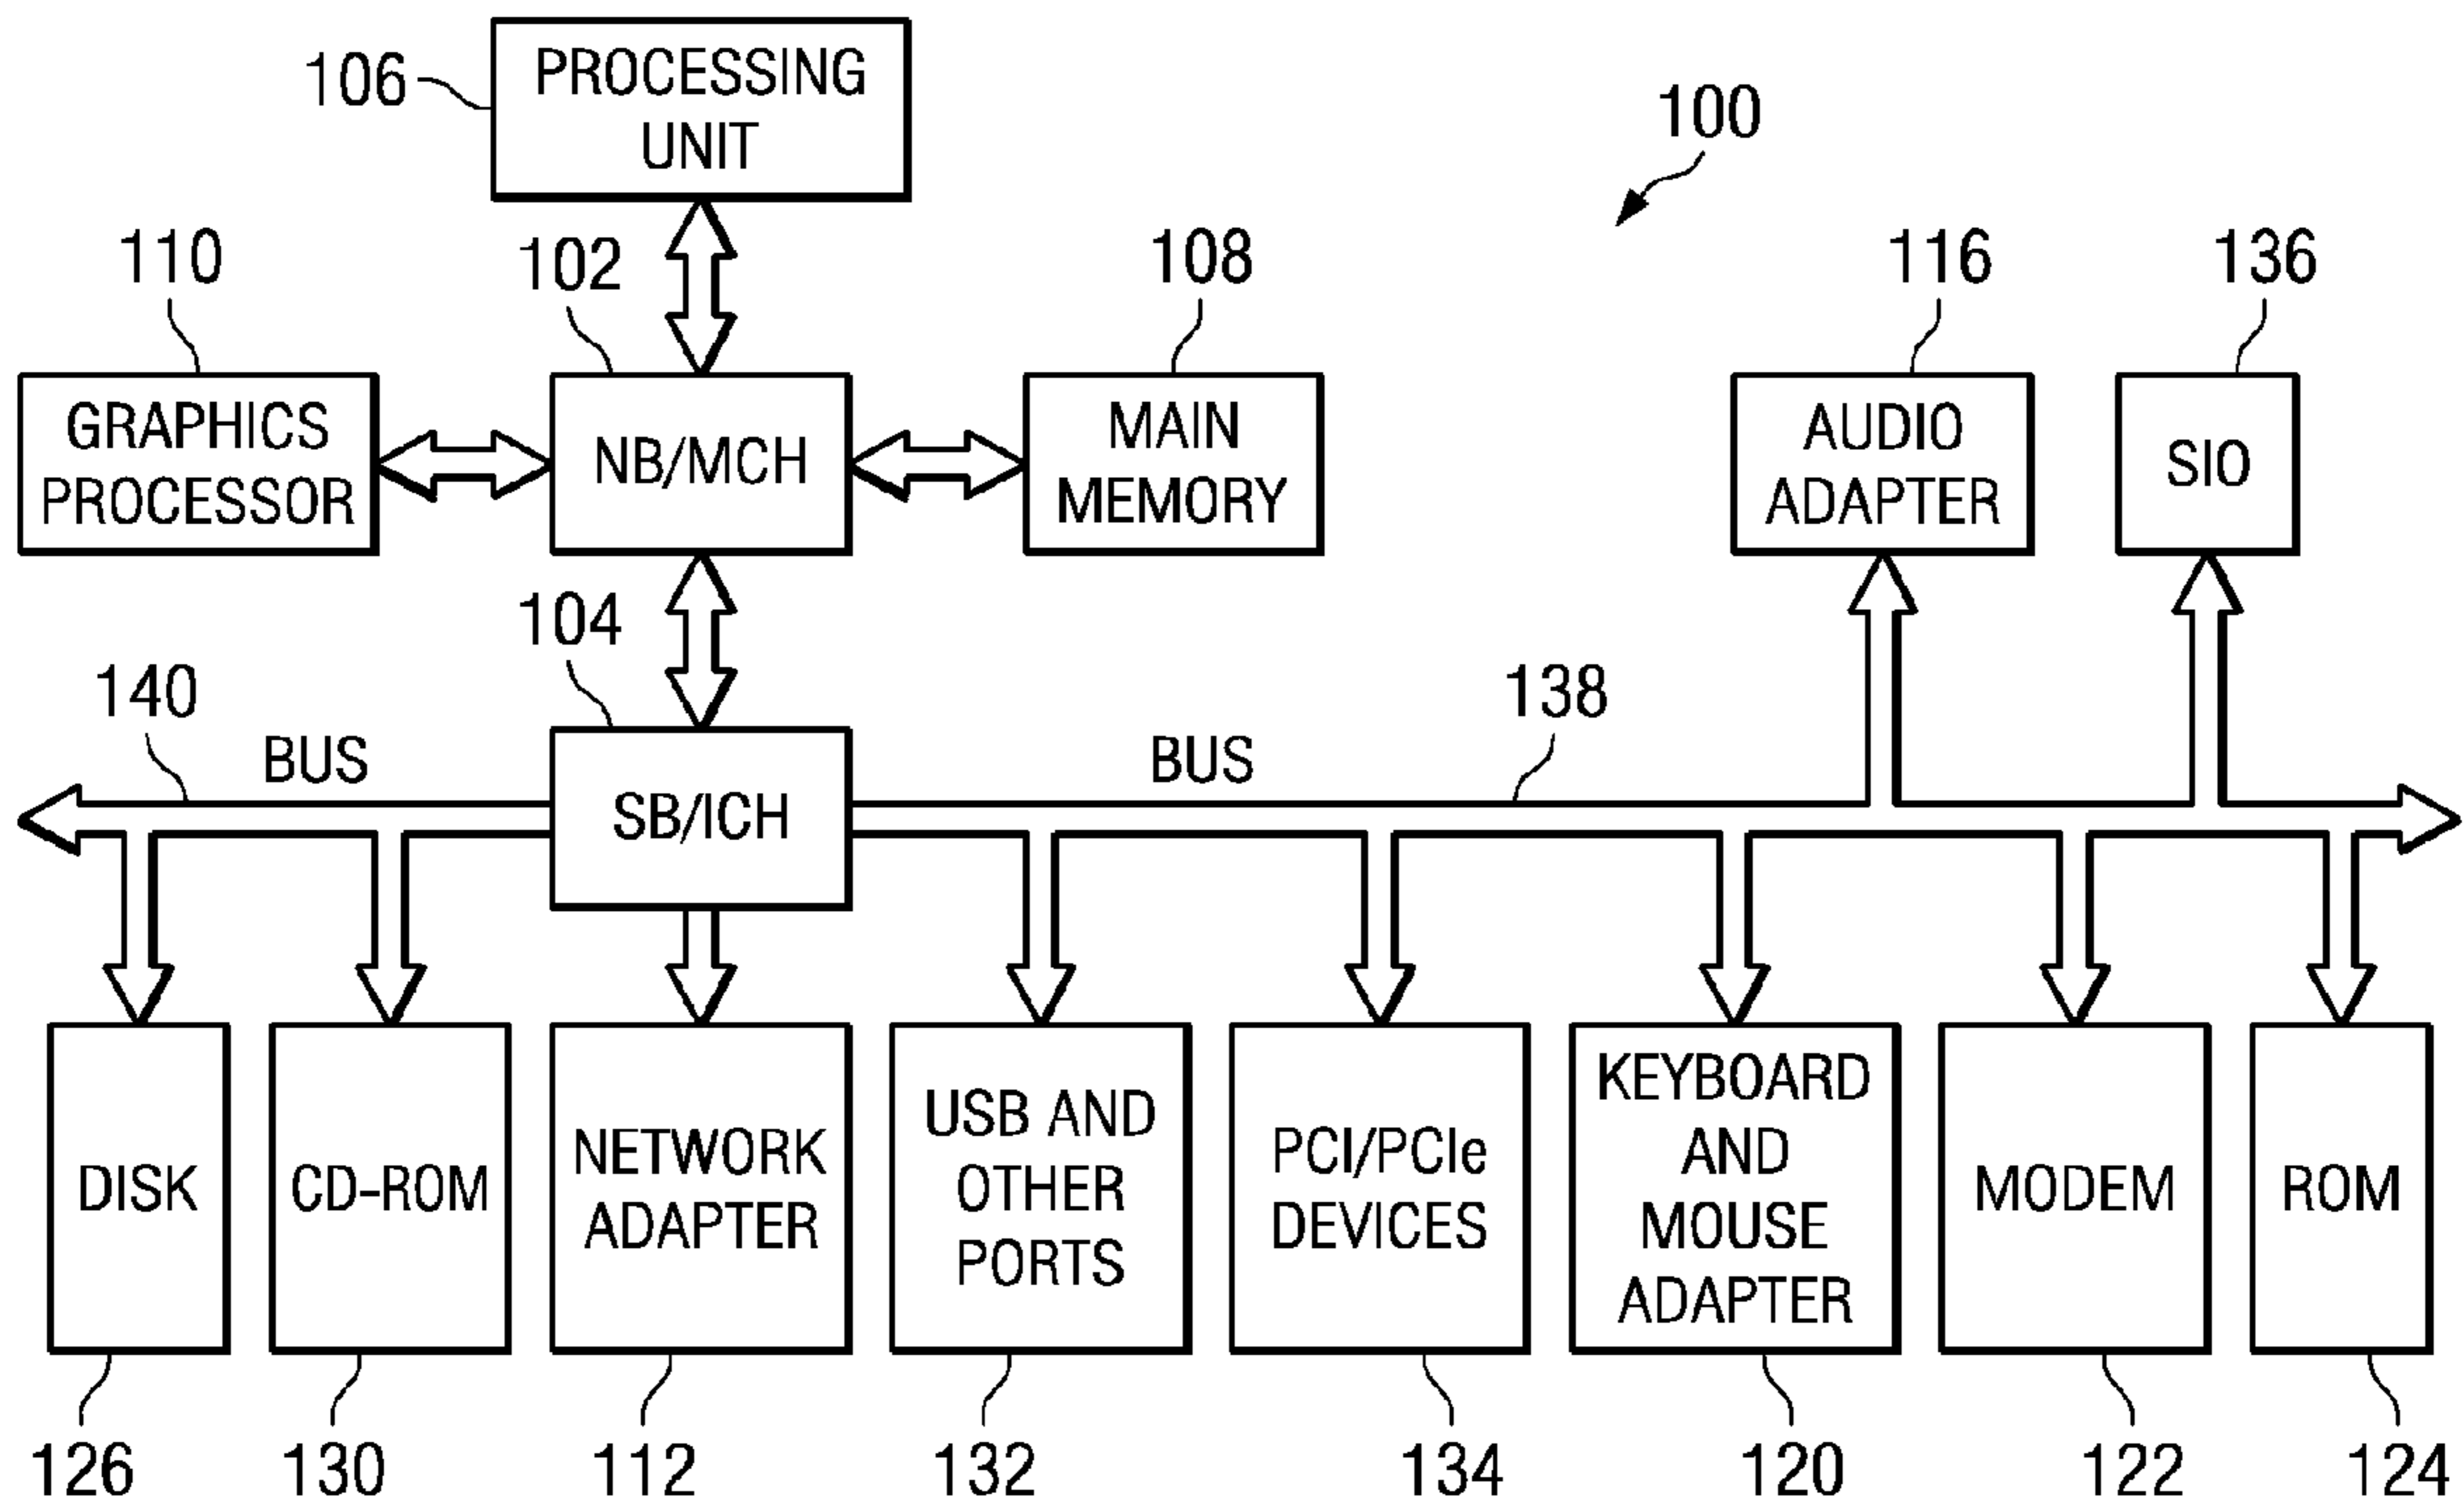 PROCESSING
UNIT
106
100
110
102
108
116
136
GRAPHICS
PROCESSOR
NB/MCH
MAIN
MEMORY
AUDIO
ADAPTER
SIO
104
140
138
BUS
BUS
SB/ICH
DISK
CD-ROM
NETWORK
ADAPTER
USB AND
OTHER
PORTS
PCI/PCIe
DEVICES
KEYBOARD
AND
MOUSE
ADAPTER
MODEM
ROM
126
130
112
132
134
120
122
124